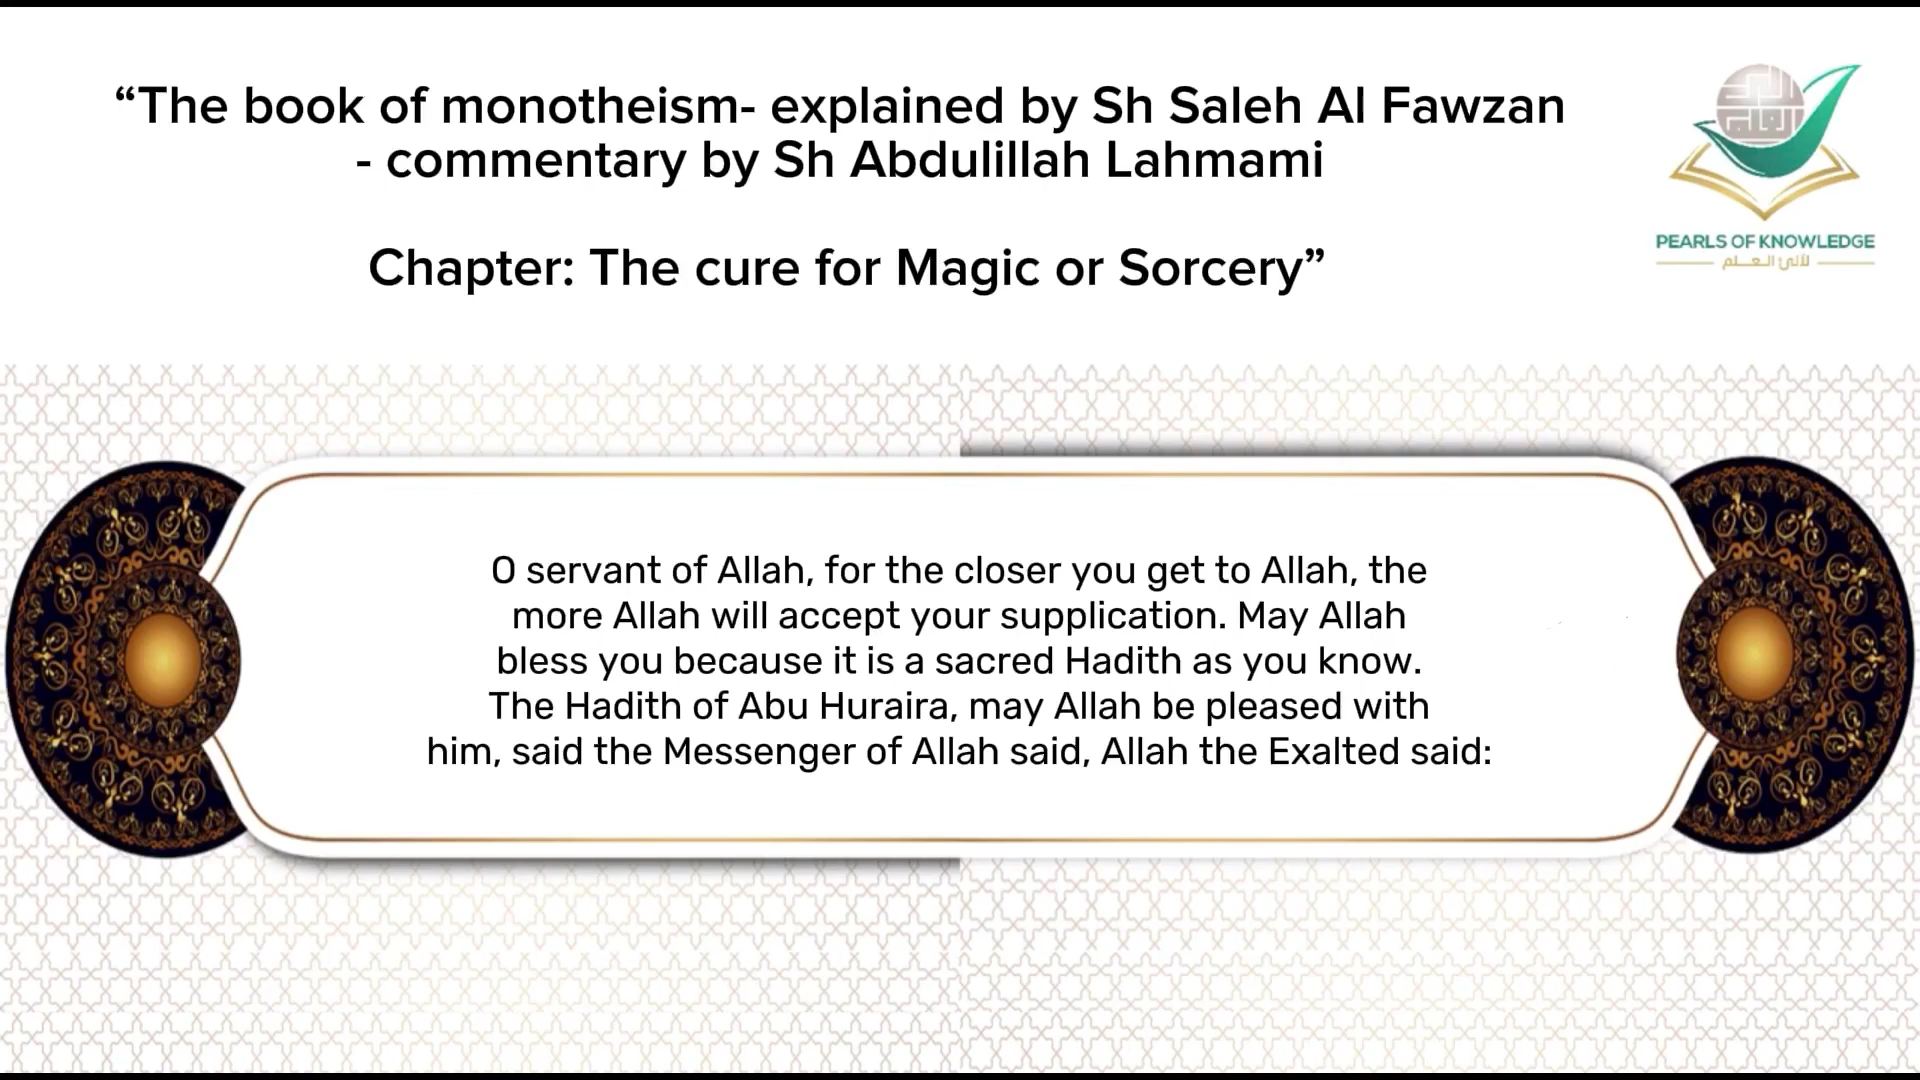 “The book of monotheism- explained by Sh Saleh Al Fawzan
- commentary by Sh Abdulillah Lahmami
Chapter: The cure for Magic or Sorcery”
PEARLS OF KNOWLEDGE
لآلئ العلم
O servant of Allah, for the closer you get to Allah, the
more Allah will accept your supplication. May Allah
bless you because it is a sacred Hadith as you know.
The Hadith of Abu Huraira, may Allah be pleased with
him, said the Messenger of Allah said, Allah the Exalted said: